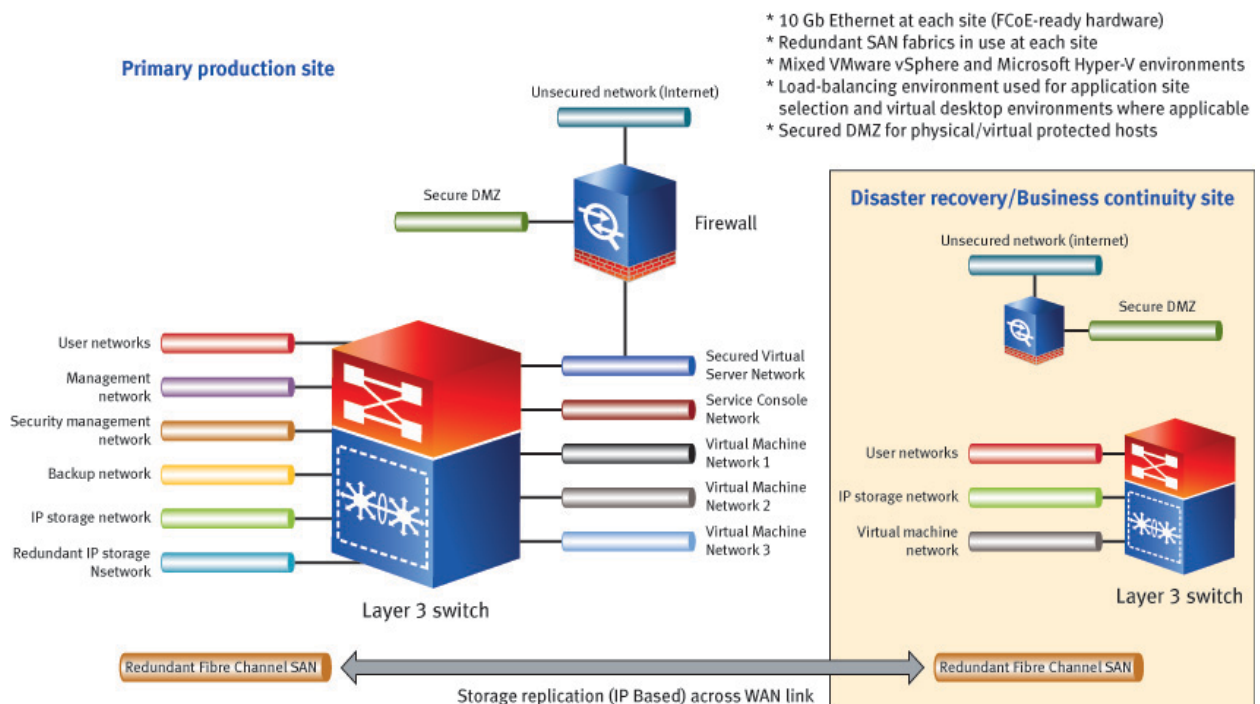 * 10 Gb Ethernet at each site (FCoE-ready hardware)
* Redundant SAN fabrics in use at each site
* Mixed VMware vSphere and Microsoft Hyper-V environments
* Load-balancing environment used for application site
selection and virtual desktop environments where applicable
* Secured DMZ for physical/virtual protected hosts
Primary production site
Unsecured network (Internet)
Secure DMZ
Firewall
User networks
Management
network
Security management
network
Backup network
IP storage network
Redundant IP storage
Nsetwork
Secured Virtual
Server Network
Service Console
Network
Virtual Machine
Network 1
Virtual Machine
Network 2
Virtual Machine
Network 3
Layer 3 switch
Disaster recovery/Business continuity site
Unsecured network (internet)
Secure DMZ
User networks
IP storage network
Virtual machine
network
Layer 3 switch
Redundant Fibre Channel SAN
Redundant Fibre Channel SAN
Storage replication (IP Based) across WAN link